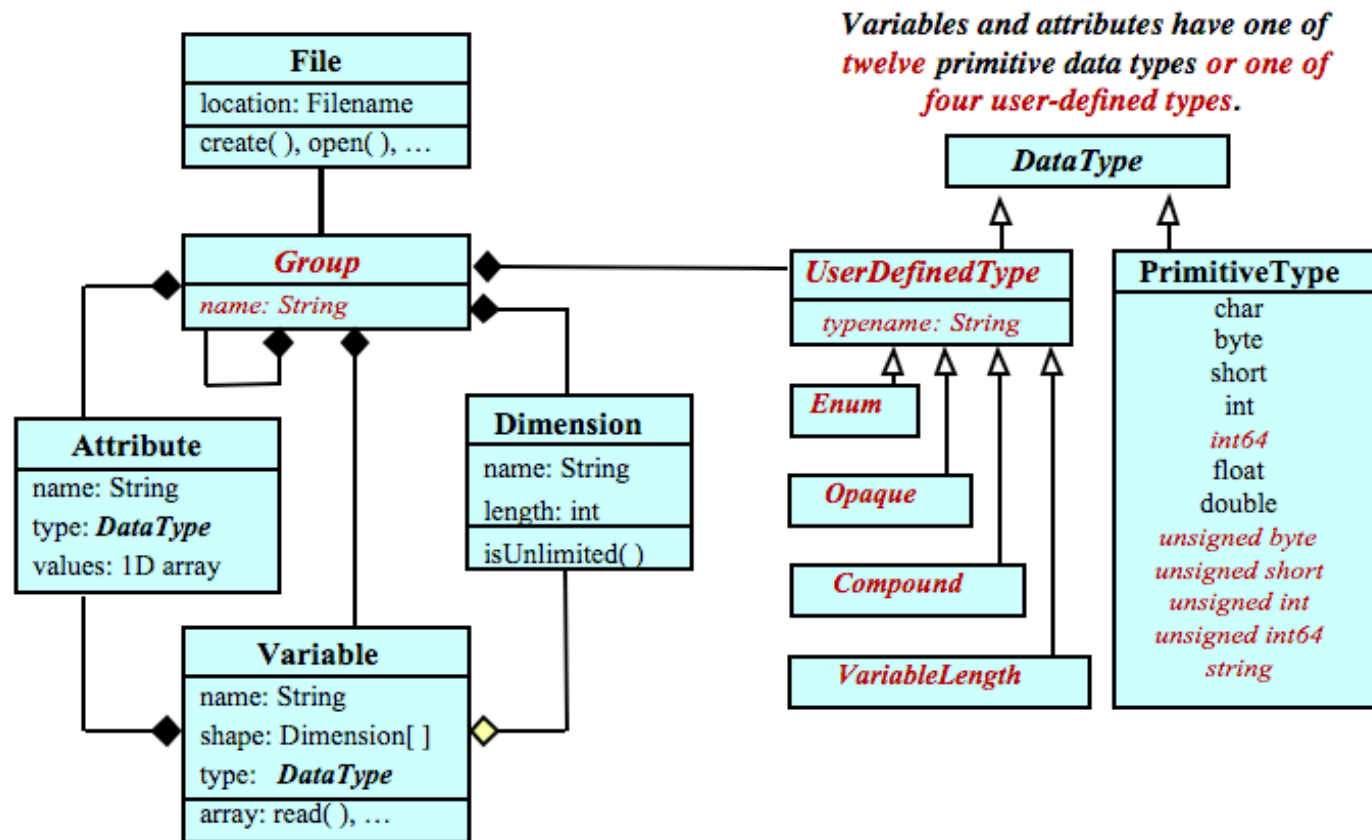 Variables and attributes have one of
twelve primitive data types or one of
four user-defined types.
File
location: Filename
create( ), open( ), …
DataType
Group
name: String
UserDefinedType
typename: String
PrimitiveType
char
byte
short
int
int64
float
double
unsigned byte
unsigned short
unsigned int
unsigned int64
string
Enum
Opaque
Compound
VariableLength
Attribute
name: String
type: DataType
values: 1D array
Dimension
name: String
length: int
isUnlimited( )
Variable
name: String
shape: Dimension[ ]
type: DataType
array: read( ), …